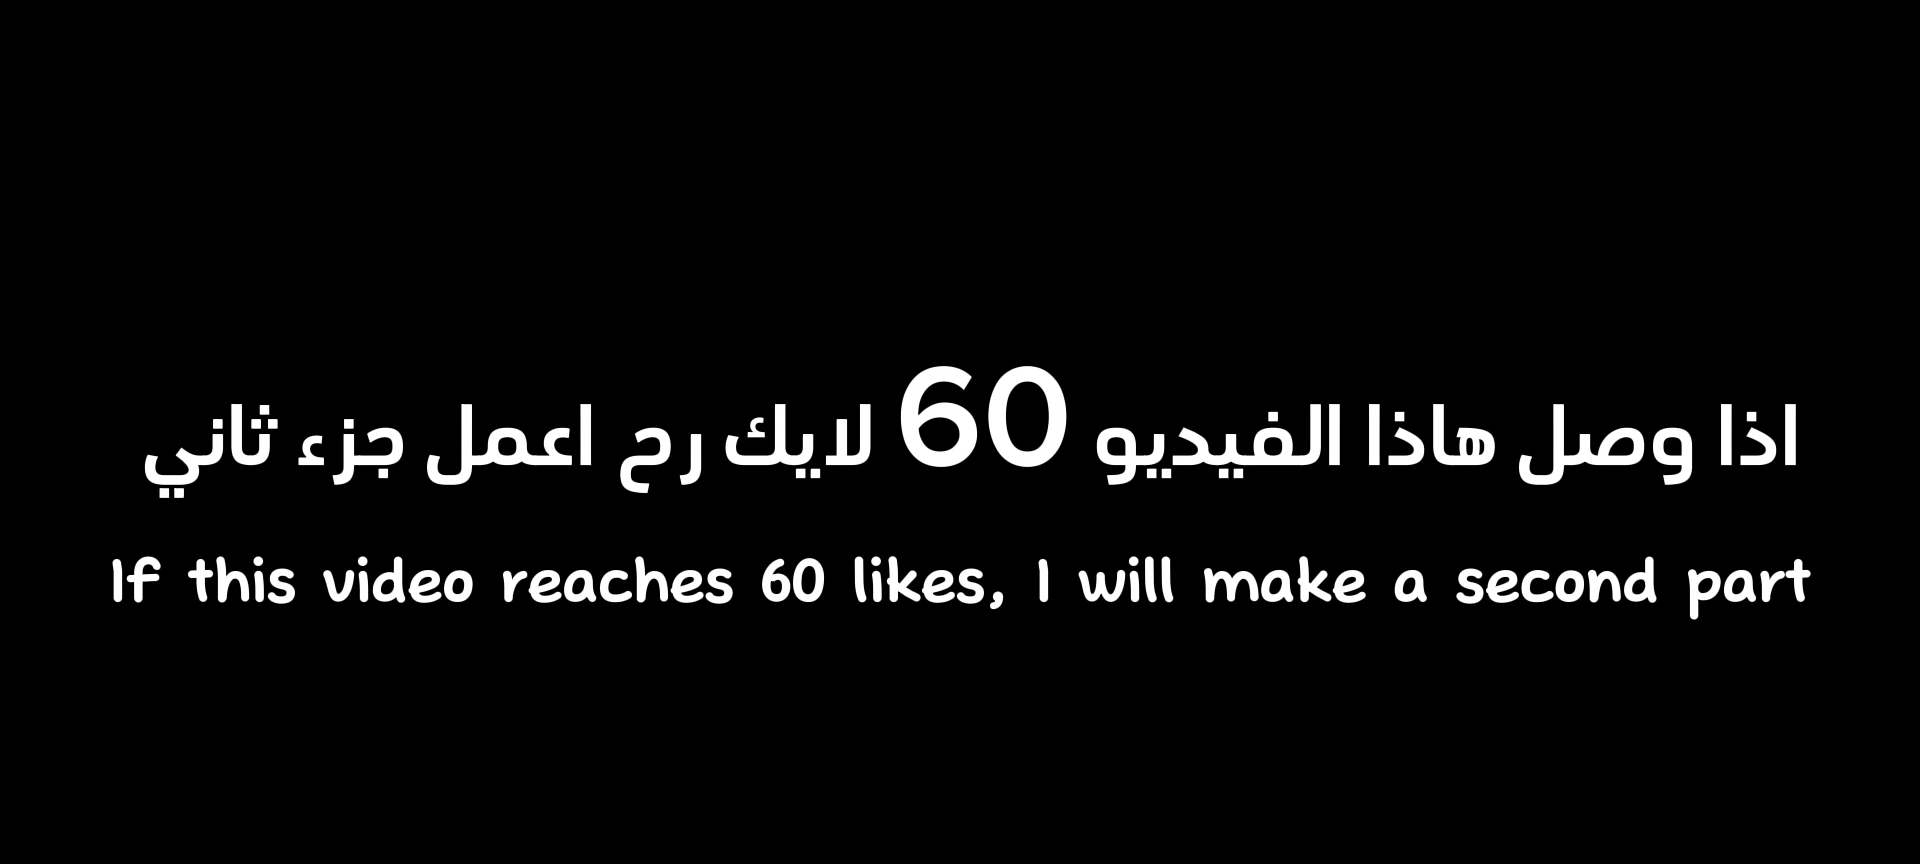 اذا وصل هاذا الفيديو 60 لايك رح اعمل جزء ثاني
If this video reaches 60 likes, I will make a second part